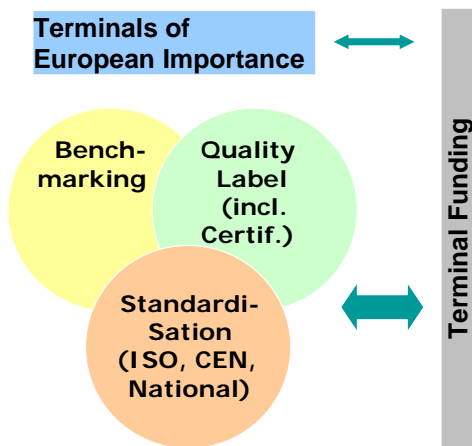 Terminals of
European Importance
Bench-
marking
Quality
Label
(incl.
Certif.)
Standardi-
Sation
(ISO, CEN,
National)
Terminal Funding